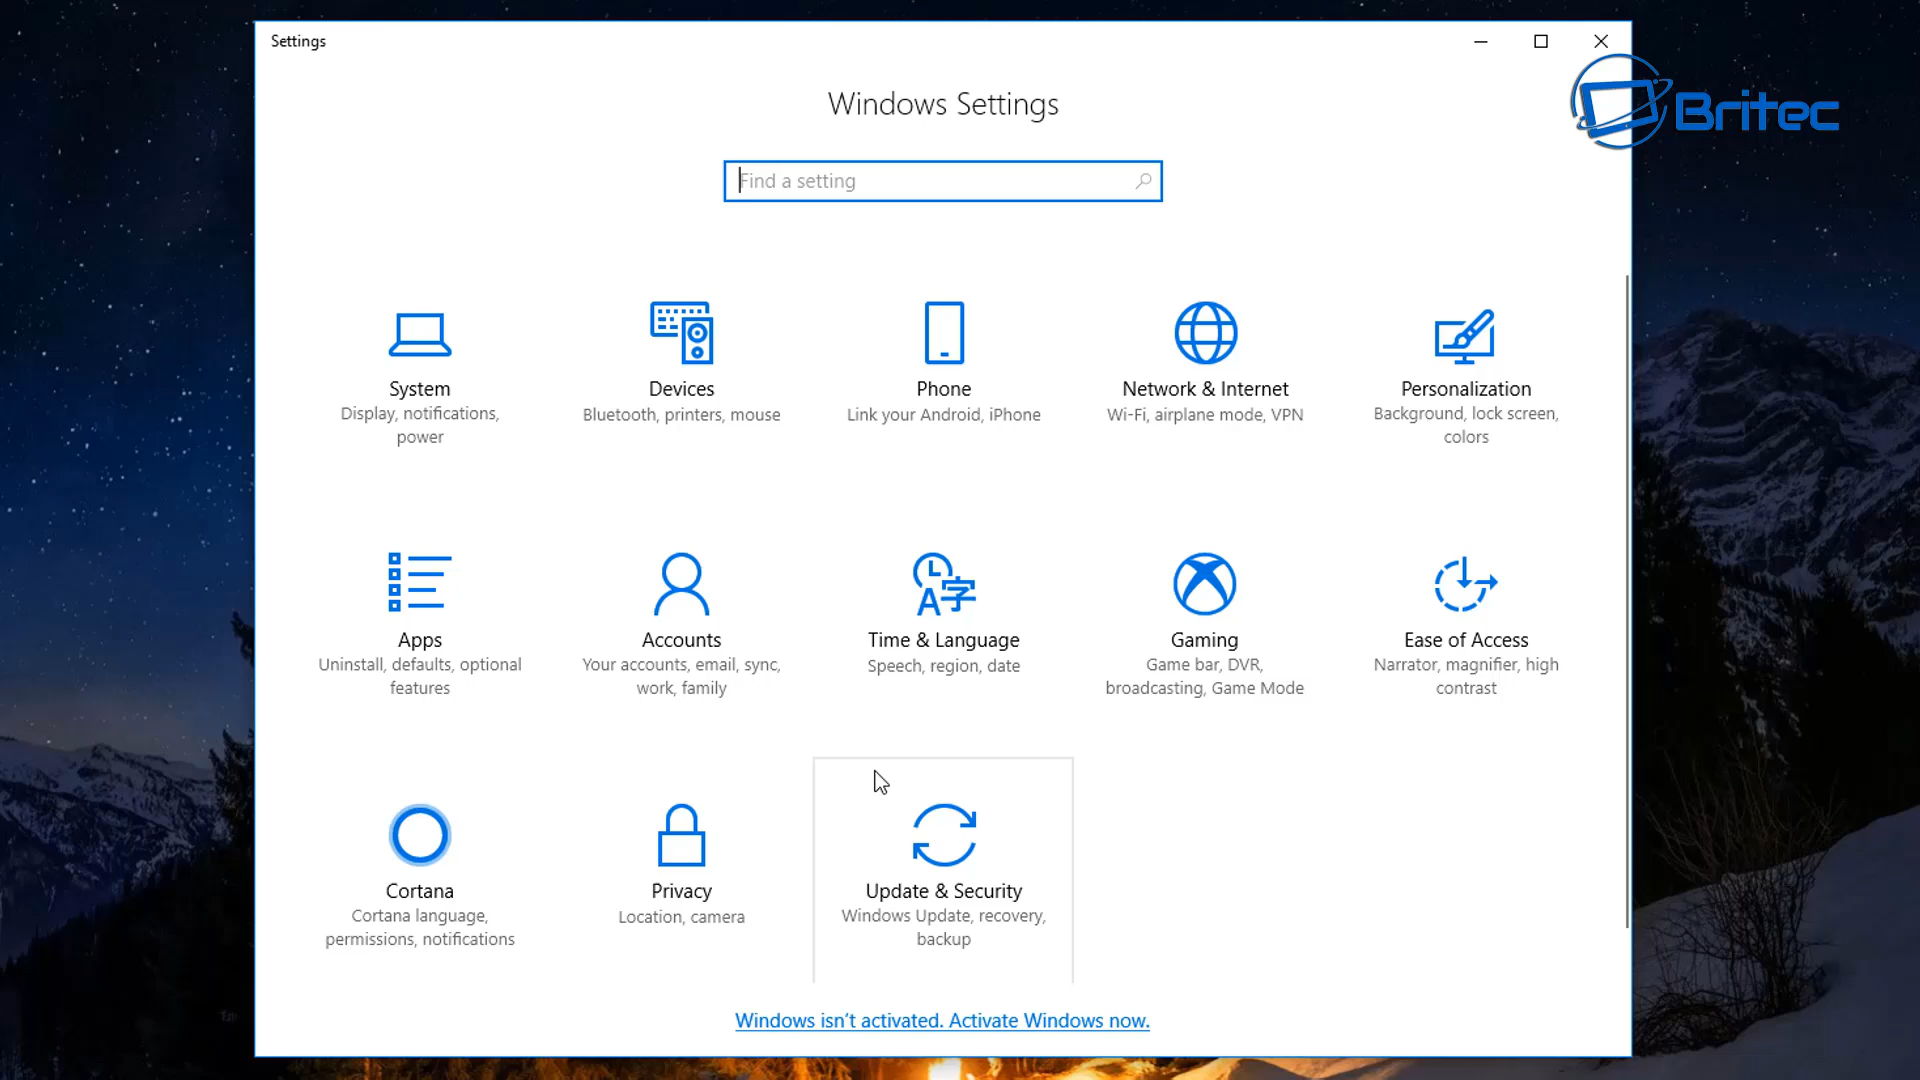 Settings
Britec
Windows Settings
Find a setting
System
Display, notifications,
power
Devices
Bluetooth, printers, mouse
Phone
Link your Android, iPhone
Network & Internet
Wi-Fi, airplane mode, VPN
Personalization
Background, lock screen,
colors
Apps
Uninstall, defaults, optional
features
Accounts
Your accounts, email, sync,
work, family
Time & Language
Speech, region, date
Gaming
Game bar, DVR,
broadcasting, Game Mode
Ease of Access
Narrator, magnifier, high
contrast
Cortana
Cortana language,
permissions, notifications
Privacy
Location, camera
Update & Security
Windows Update, recovery,
backup
Windows isn't activated. Activate Windows now.